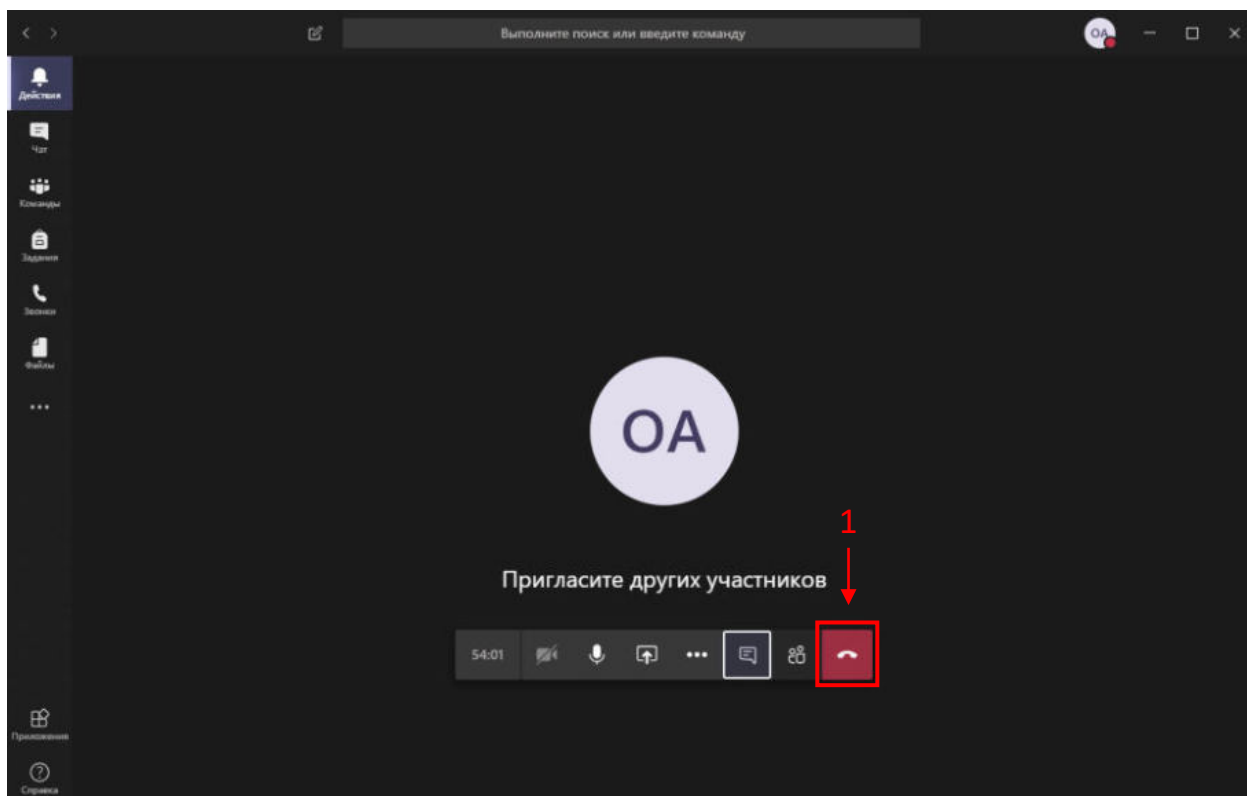 Выполните поиск или введите команду
OA
Действия
Чат
Команды
Задания
Звонки
Файлы
OA
1
Пригласите других участников
54:01
Приложения
Справка